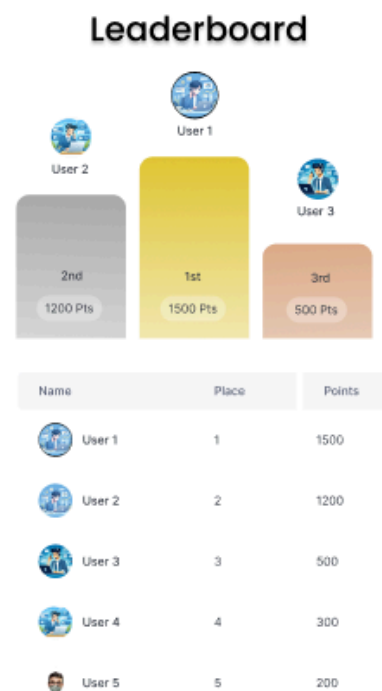 Leaderboard
User 1
User 2
User 3
2nd
1st
3rd
1200 Pts
1500 Pts
500 Pts
Name Place Points
User 1 1 1500
User 2 2 1200
User 3 3 500
User 4 4 300
User 5 5 200